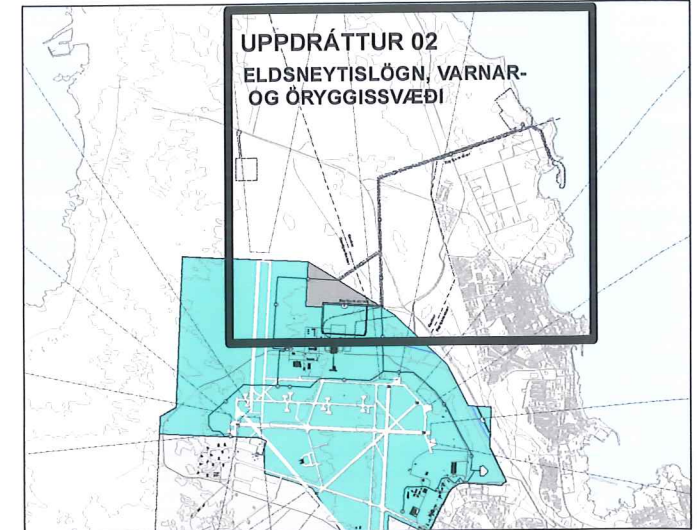 UPPDRÁTTUR 02
ELDSNEYTISLÖGN, VARNAR-
OG ÖRYGGISSVÆÐI